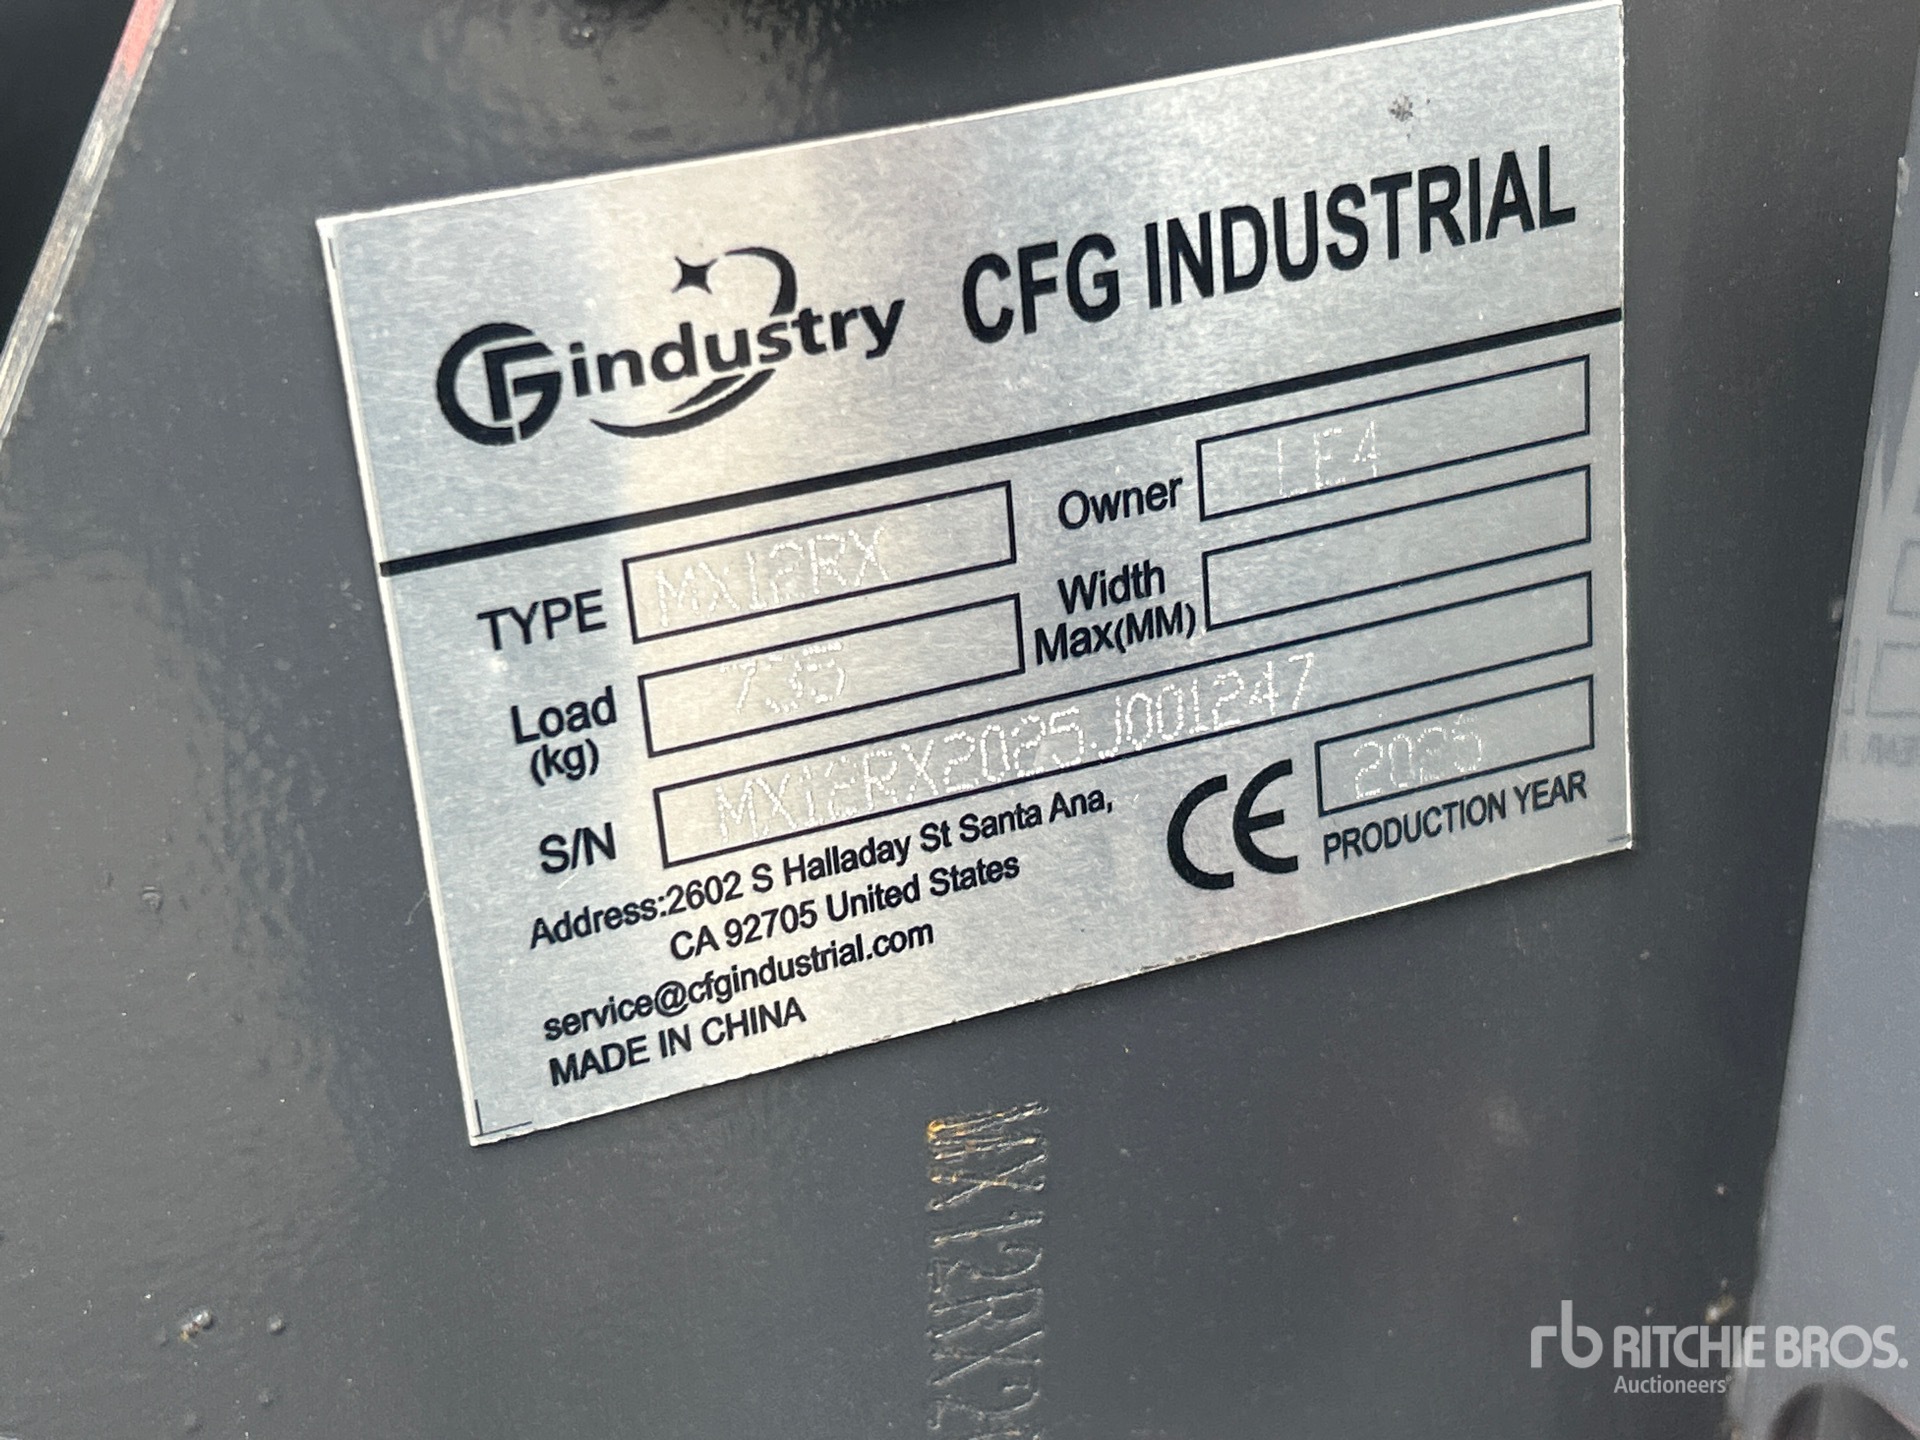 CFG industry CFG INDUSTRIAL
TYPE MX12RX Owner LE4
Load (kg) 735 Width Max(MM)
S/N MX12RX2025J001247
Address:2602 S Halladay St Santa Ana,
CA 92705 United States
service@cfgindustrial.com
MADE IN CHINA
CE 2025
PRODUCTION YEAR
MX12RX2
rb RITCHIE BROS.
Auctioneers